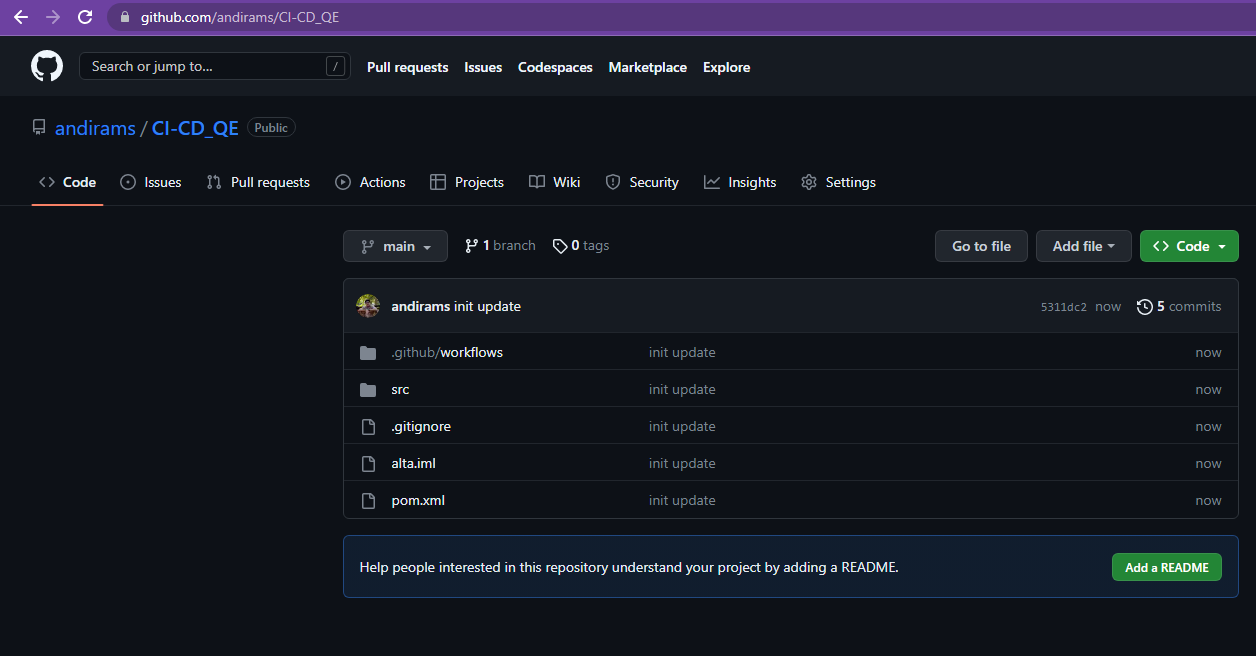 github.com/andirams/CI-CD_QE
Search or jump to... / Pull requests Issues Codespaces Marketplace Explore
andirams / CI-CD_QE Public
Code Issues Pull requests Actions Projects Wiki Security Insights Settings
main 1 branch 0 tags Go to file Add file Code
andirams init update 5311dc2 now 5 commits
.github/workflows init update now
src init update now
.gitignore init update now
alta.iml init update now
pom.xml init update now
Help people interested in this repository understand your project by adding a README. Add a README